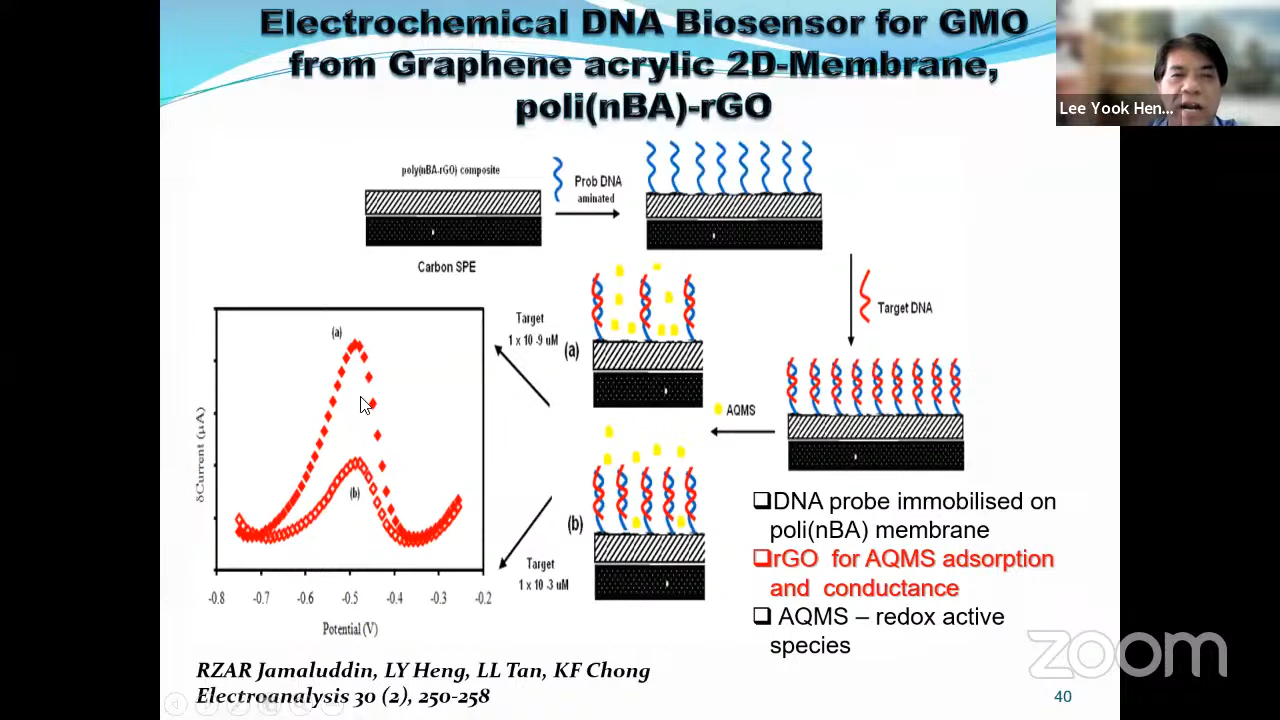 Electrochemical DNA Biosensor for GMO
from Graphene acrylic 2D-Membrane,
poli(nBA)-rGO
Lee Yook Hen...
poly(nBA-rGO) composite
Prob DNA
aminated
Carbon SPE
Target DNA
Target
1 x 10 -9 uM
(a)
AQMS
(b)
Target
1 x 10 -3 uM
(a)
(b)
δCurrent (µA)
-0.8 -0.7 -0.6 -0.5 -0.4 -0.3 -0.2
Potential (V)
❑DNA probe immobilised on
poli(nBA) membrane
❑rGO for AQMS adsorption
and conductance
❑ AQMS – redox active
species
RZAR Jamaluddin, LY Heng, LL Tan, KF Chong
Electroanalysis 30 (2), 250-258
zoom
40